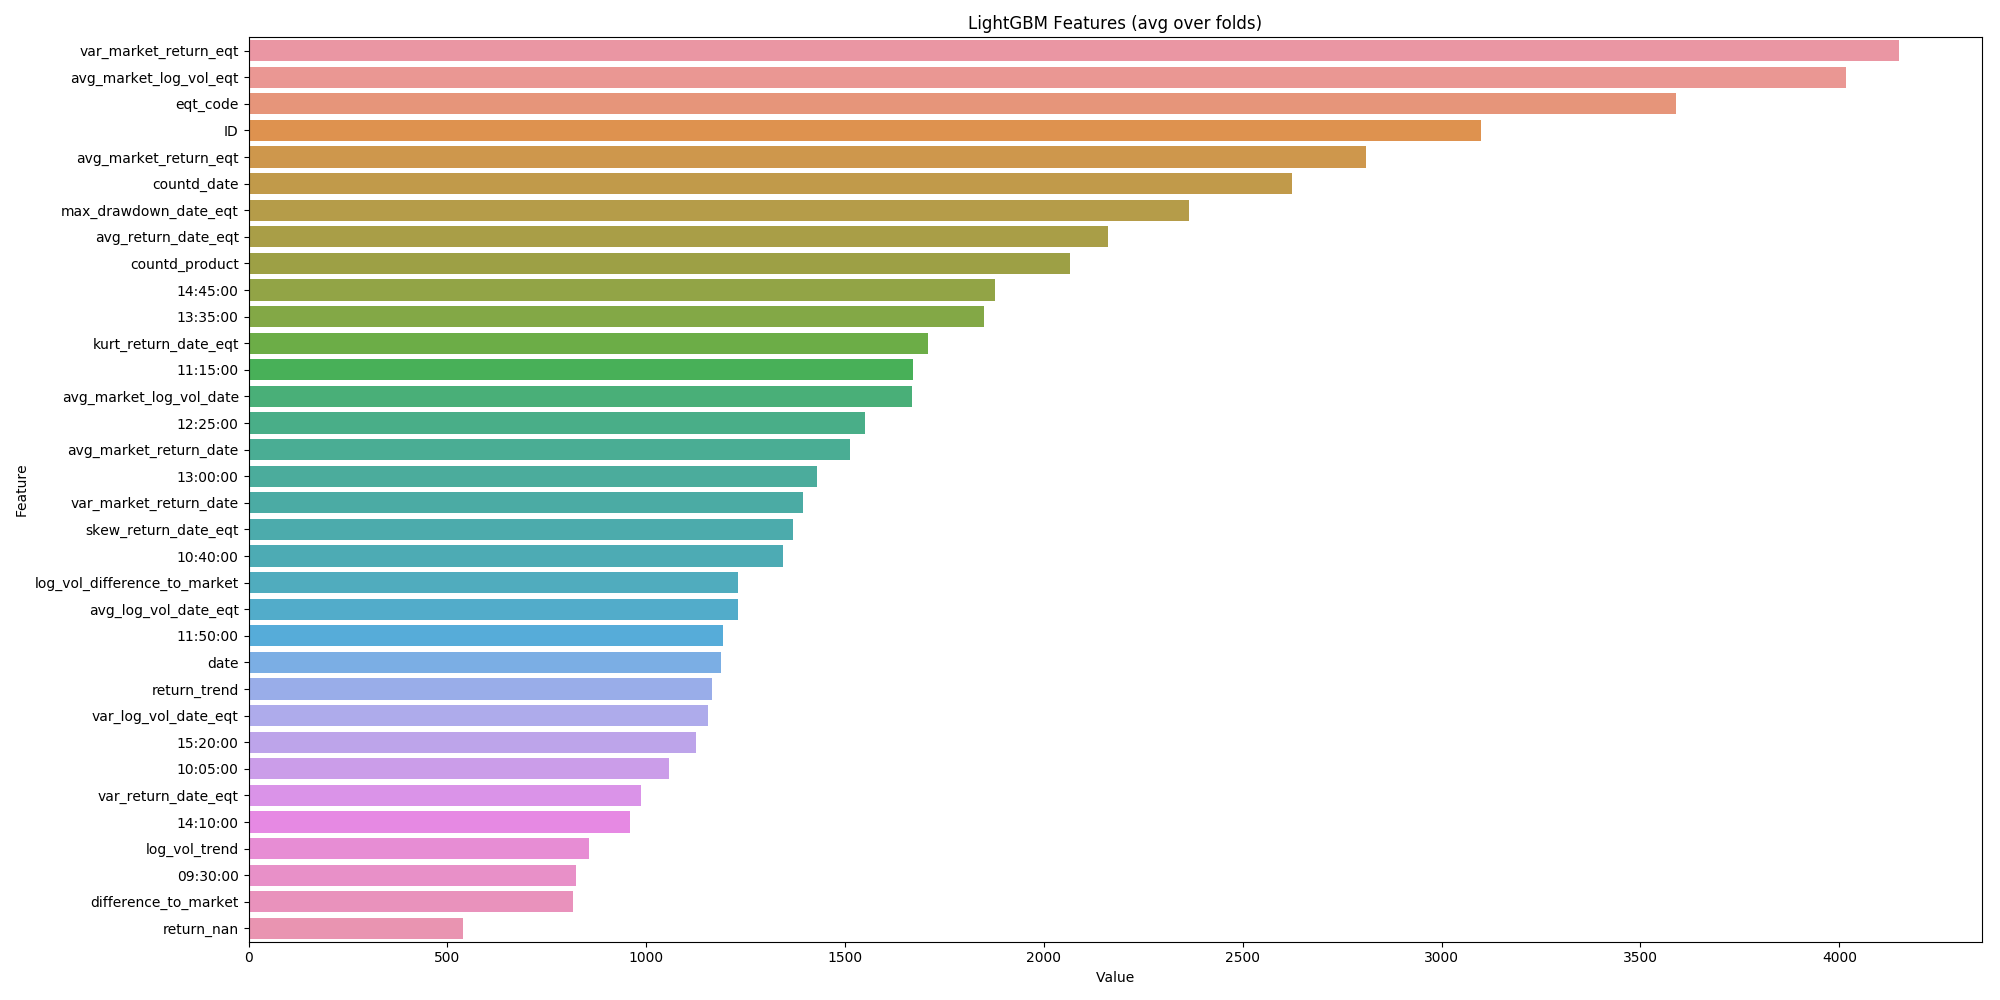 LightGBM Features (avg over folds)
var_market_return_eqt
avg_market_log_vol_eqt
eqt_code
ID
avg_market_return_eqt
countd_date
max_drawdown_date_eqt
avg_return_date_eqt
countd_product
14:45:00
13:35:00
kurt_return_date_eqt
11:15:00
avg_market_log_vol_date
12:25:00
avg_market_return_date
13:00:00
var_market_return_date
skew_return_date_eqt
10:40:00
log_vol_difference_to_market
avg_log_vol_date_eqt
11:50:00
date
return_trend
var_log_vol_date_eqt
15:20:00
10:05:00
var_return_date_eqt
14:10:00
log_vol_trend
09:30:00
difference_to_market
return_nan
Feature
0 500 1000 1500 2000 2500 3000 3500 4000
Value